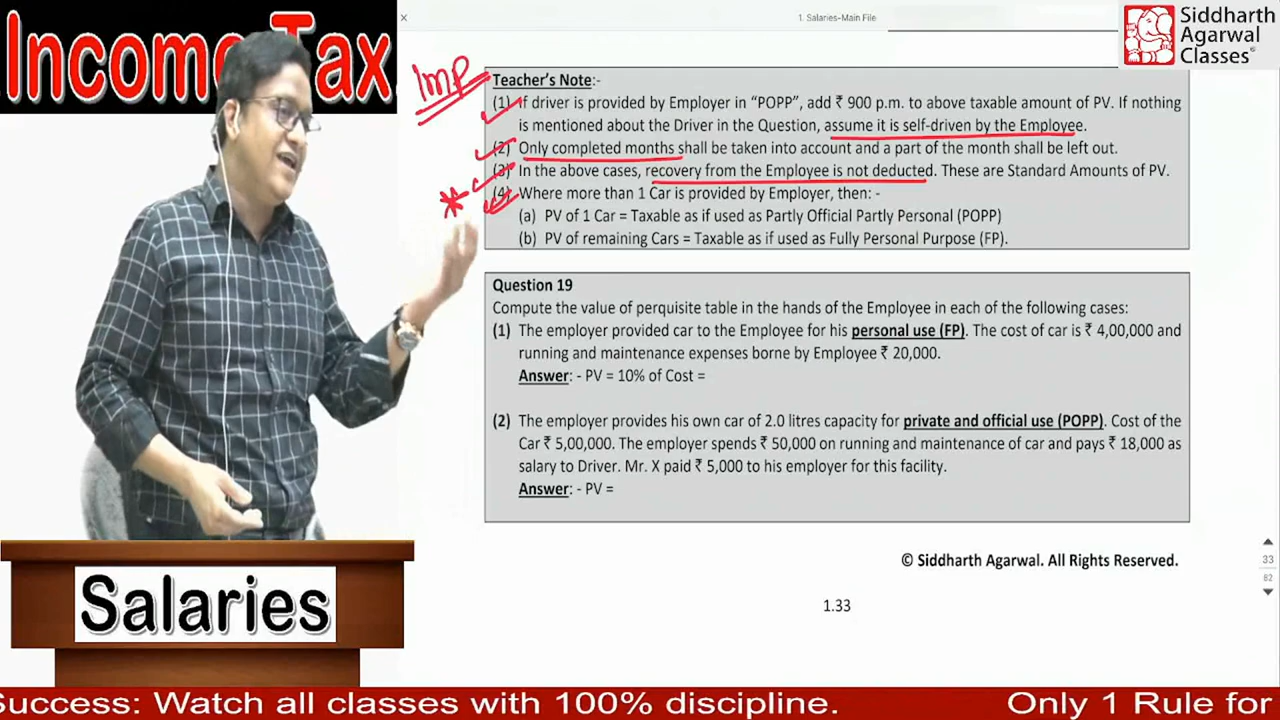 Income Tax
1. Salaries-Main File
Siddharth
Agarwal
Classes®
Imp
Teacher's Note:-
(1) If driver is provided by Employer in "POPP", add ₹ 900 p.m. to above taxable amount of PV. If nothing
is mentioned about the Driver in the Question, assume it is self-driven by the Employee.
(2) Only completed months shall be taken into account and a part of the month shall be left out.
(3) In the above cases, recovery from the Employee is not deducted. These are Standard Amounts of PV.
(4) Where more than 1 Car is provided by Employer, then: -
(a) PV of 1 Car = Taxable as if used as Partly Official Partly Personal (POPP)
(b) PV of remaining Cars = Taxable as if used as Fully Personal Purpose (FP).
Question 19
Compute the value of perquisite table in the hands of the Employee in each of the following cases:
(1) The employer provided car to the Employee for his personal use (FP). The cost of car is ₹ 4,00,000 and
running and maintenance expenses borne by Employee ₹ 20,000.
Answer: - PV = 10% of Cost =
(2) The employer provides his own car of 2.0 litres capacity for private and official use (POPP). Cost of the
Car ₹ 5,00,000. The employer spends ₹ 50,000 on running and maintenance of car and pays ₹ 18,000 as
salary to Driver. Mr. X paid ₹ 5,000 to his employer for this facility.
Answer: - PV =
© Siddharth Agarwal. All Rights Reserved.
33
62
1.33
Salaries
Success: Watch all classes with 100% discipline. Only 1 Rule for